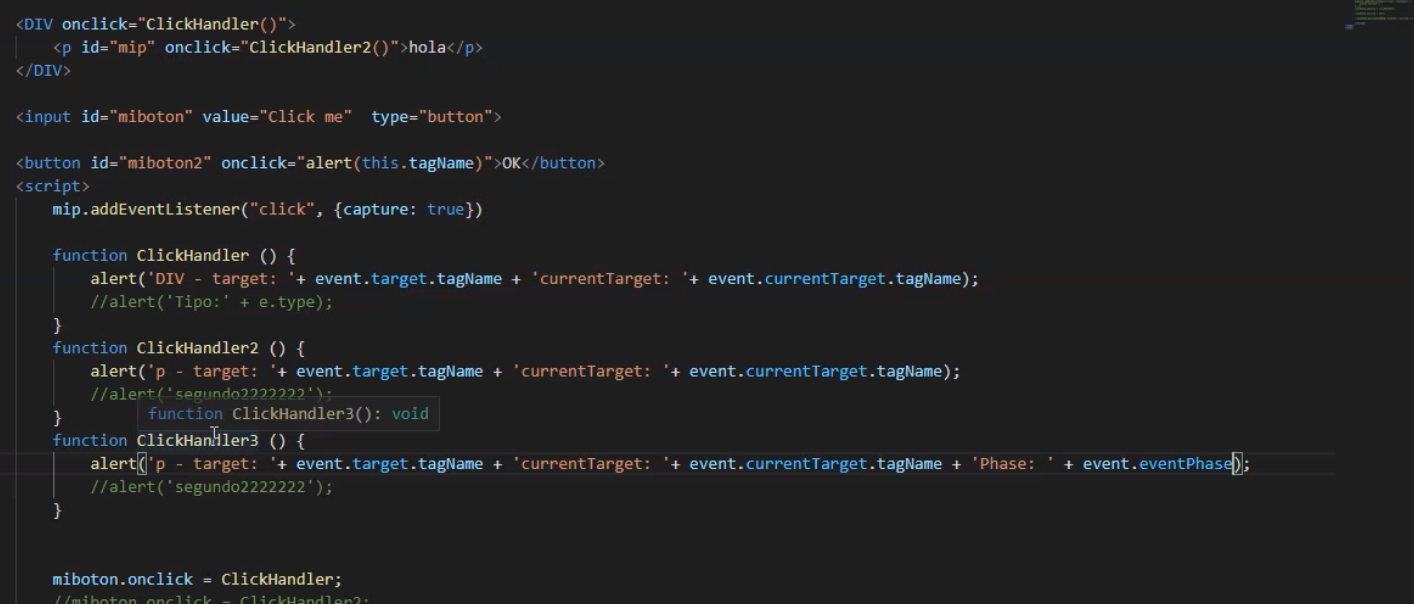 <DIV onclick="ClickHandler()">
    <p id="mip" onclick="ClickHandler2()">hola</p>
</DIV>

<input id="miboton" value="Click me"  type="button">

<button id="miboton2" onclick="alert(this.tagName)">OK</button>
<script>
    mip.addEventListener("click", {capture: true})

    function ClickHandler () {
        alert('DIV - target: '+ event.target.tagName + 'currentTarget: '+ event.currentTarget.tagName);
        //alert('Tipo:' + e.type);
    }
    function ClickHandler2 () {
        alert('p - target: '+ event.target.tagName + 'currentTarget: '+ event.currentTarget.tagName);
        //alert('segundo2222222');
    }
function ClickHandler3(): void
    function ClickHandler3 () {
        alert('p - target: '+ event.target.tagName + 'currentTarget: '+ event.currentTarget.tagName + 'Phase: ' + event.eventPhase);
        //alert('segundo2222222');
    }

    miboton.onclick = ClickHandler;
    //miboton.onclick = ClickHandler2;